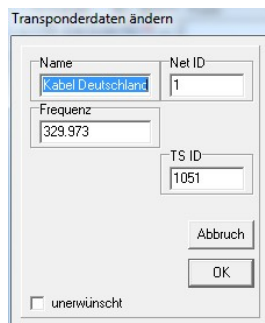 Transponderdaten ändern
Name
Net ID
Kabel Deutschland
1
Frequenz
329.973
TS ID
1051
Abbruch
OK
unerwünscht